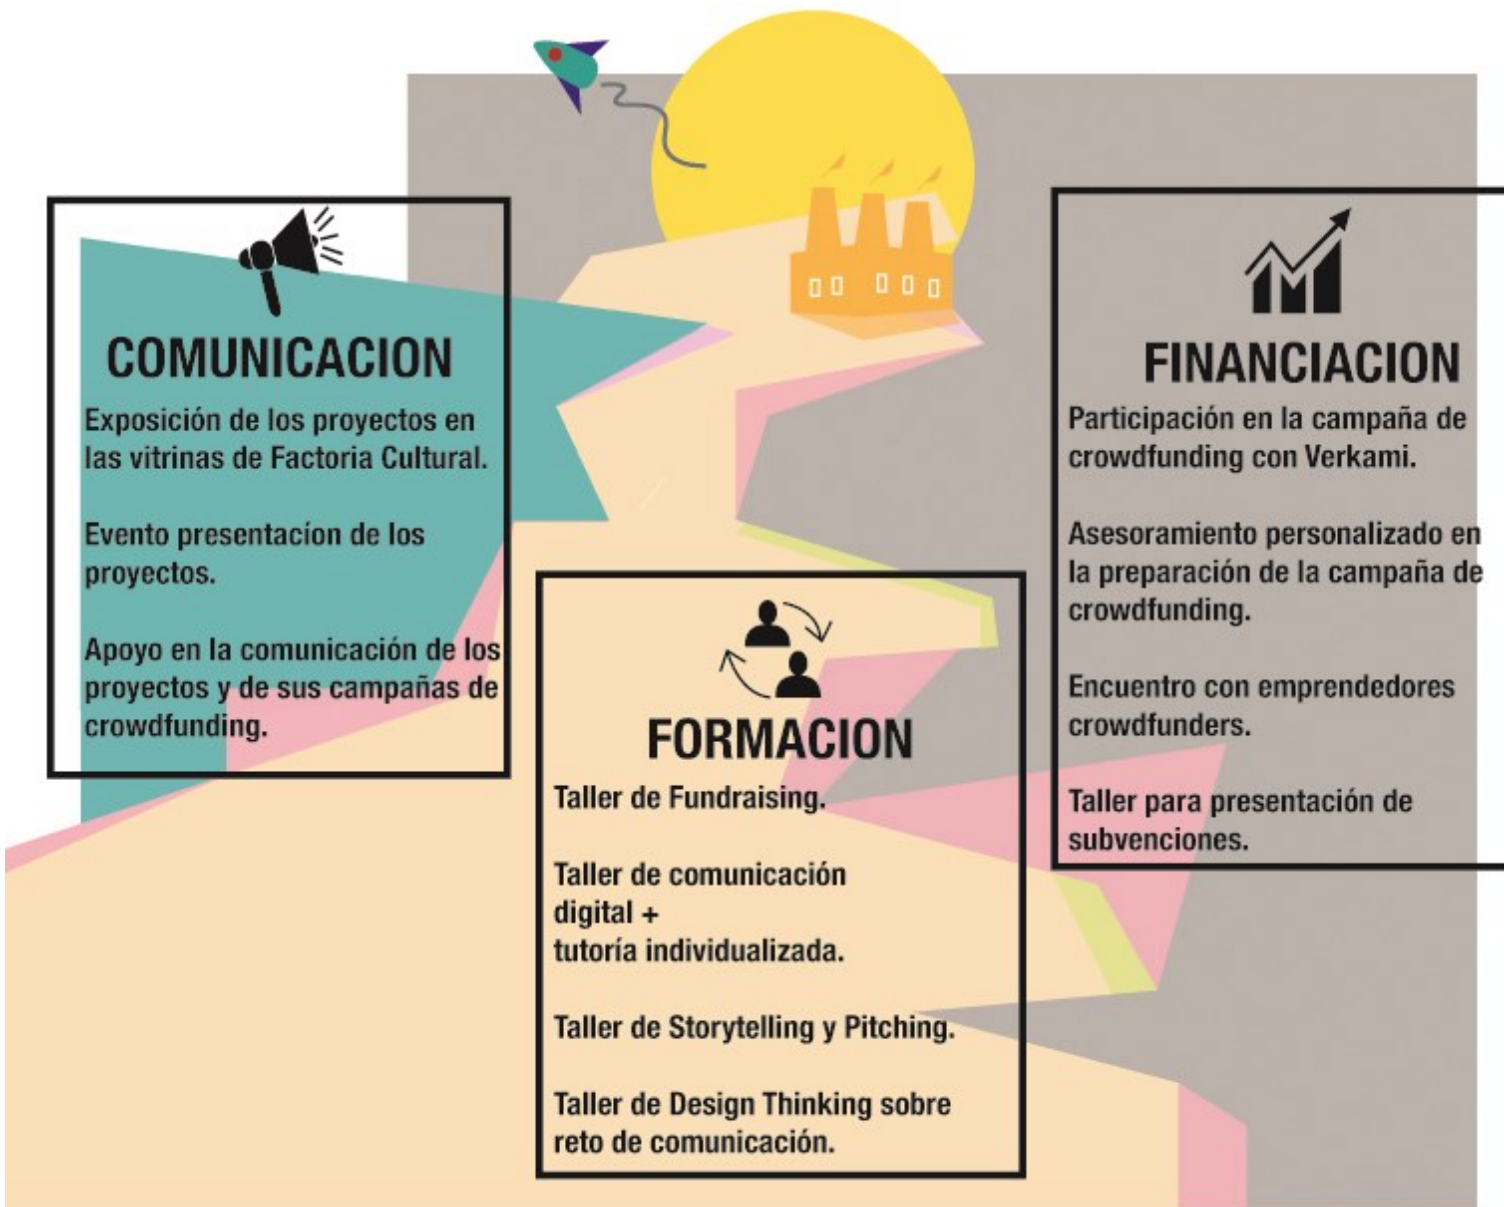 COMUNICACION
Exposición de los proyectos en
las vitrinas de Factoria Cultural.
Evento presentacíon de los
proyectos.
Apoyo en la comunicación de los
proyectos y de sus campañas de
crowdfunding.
FORMACION
Taller de Fundraising.
Taller de comunicación
digital +
tutoría individualizada.
Taller de Storytelling y Pitching.
Taller de Design Thinking sobre
reto de comunicación.
FINANCIACION
Participación en la campaña de
crowdfunding con Verkami.
Asesoramiento personalizado en
la preparación de la campaña de
crowdfunding.
Encuentro con emprendedores
crowdfunders.
Taller para presentación de
subvenciones.